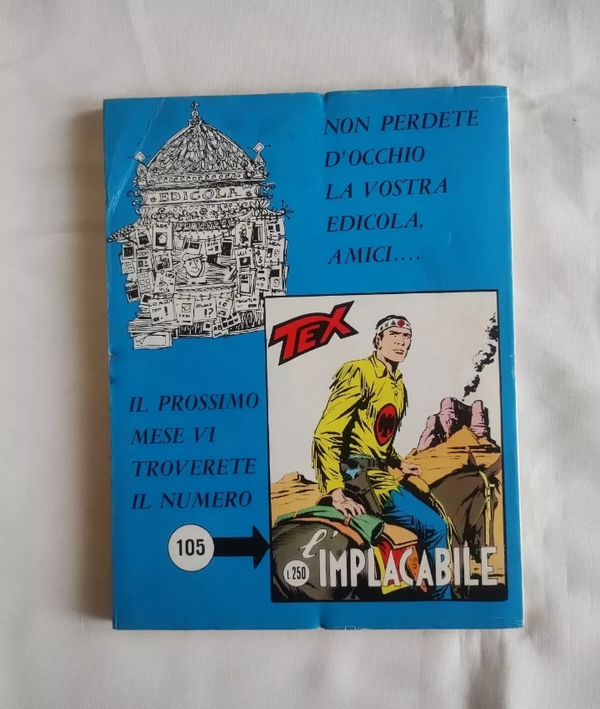 EDICOLA
NON PERDETE
D'OCCHIO
LA VOSTRA
EDICOLA,
AMICI....
TEX
IL PROSSIMO
MESE VI
TROVERETE
IL NUMERO
105
l'IMPLACABILE
L.250